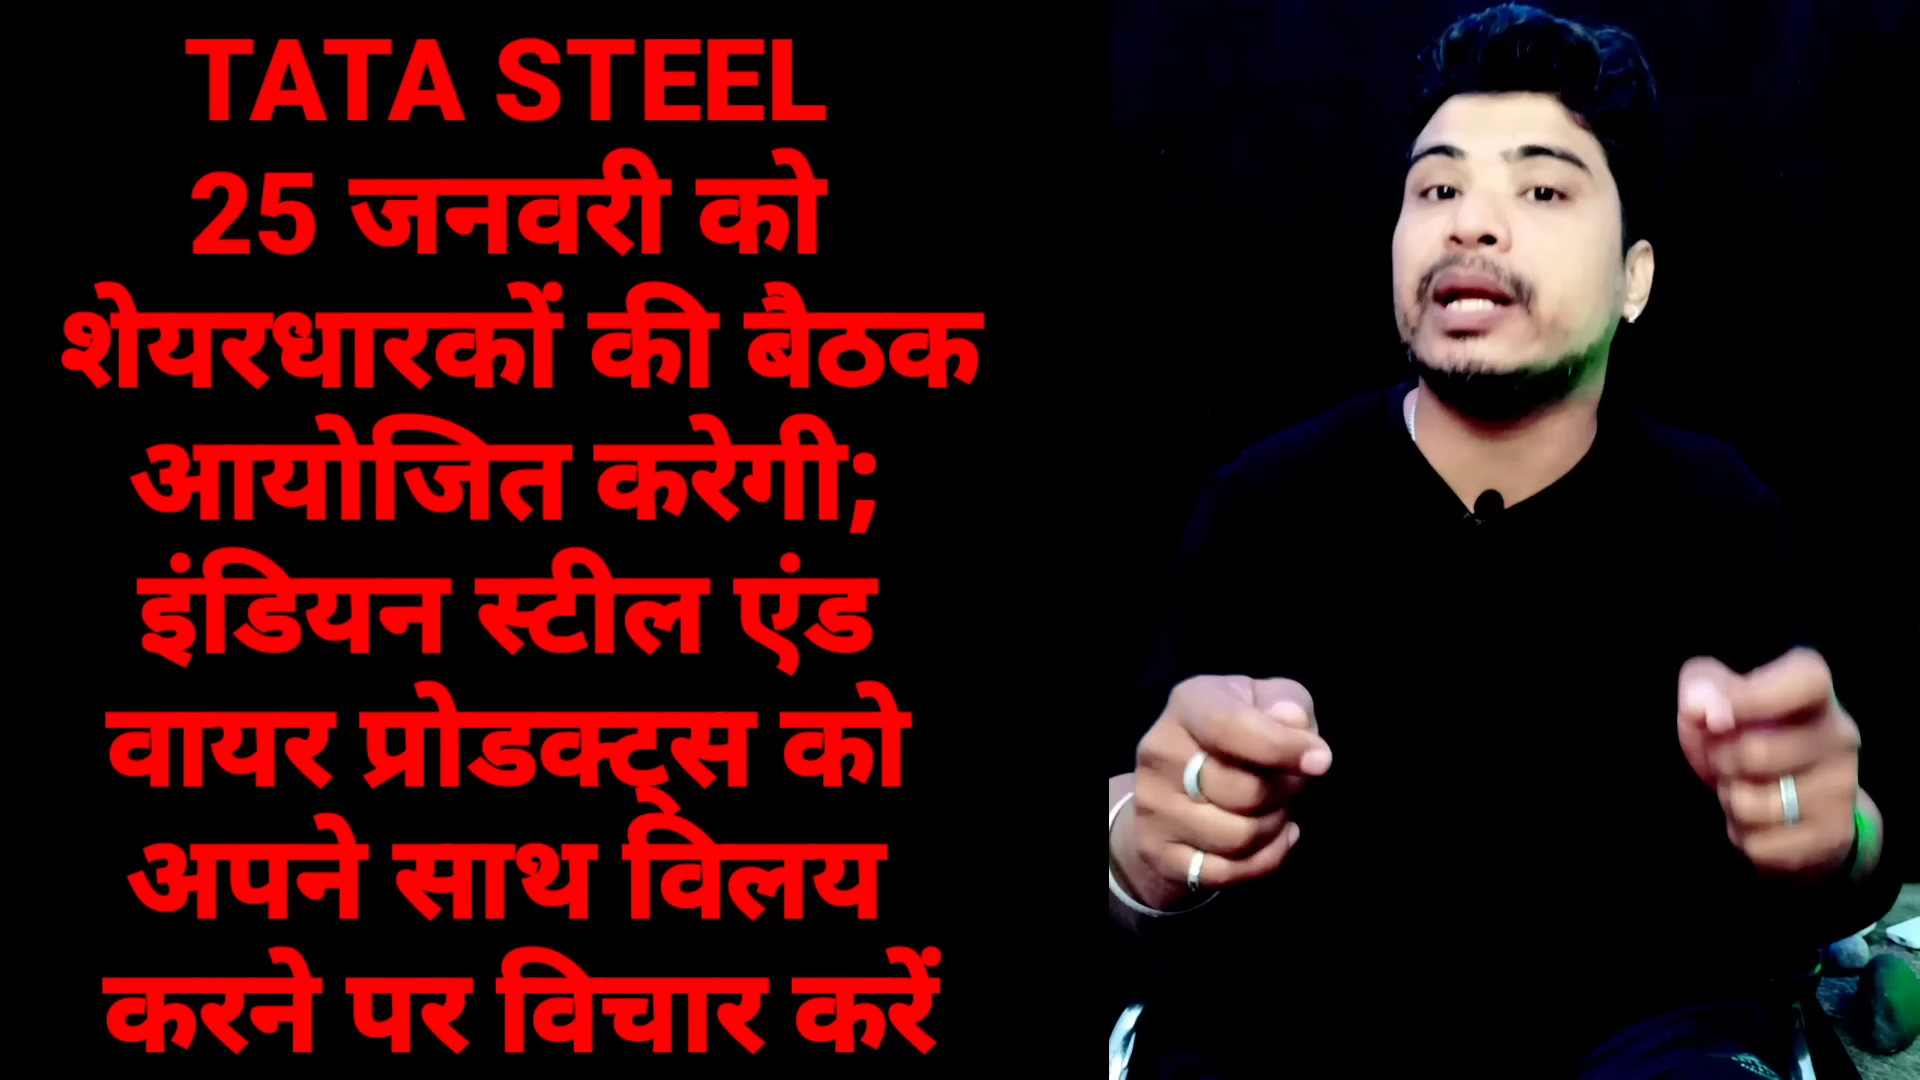 TATA STEEL
25 जनवरी को
शेयरधारकों की बैठक
आयोजित करेगी;
इंडियन स्टील एंड
वायर प्रोडक्ट्स को
अपने साथ विलय
करने पर विचार करें